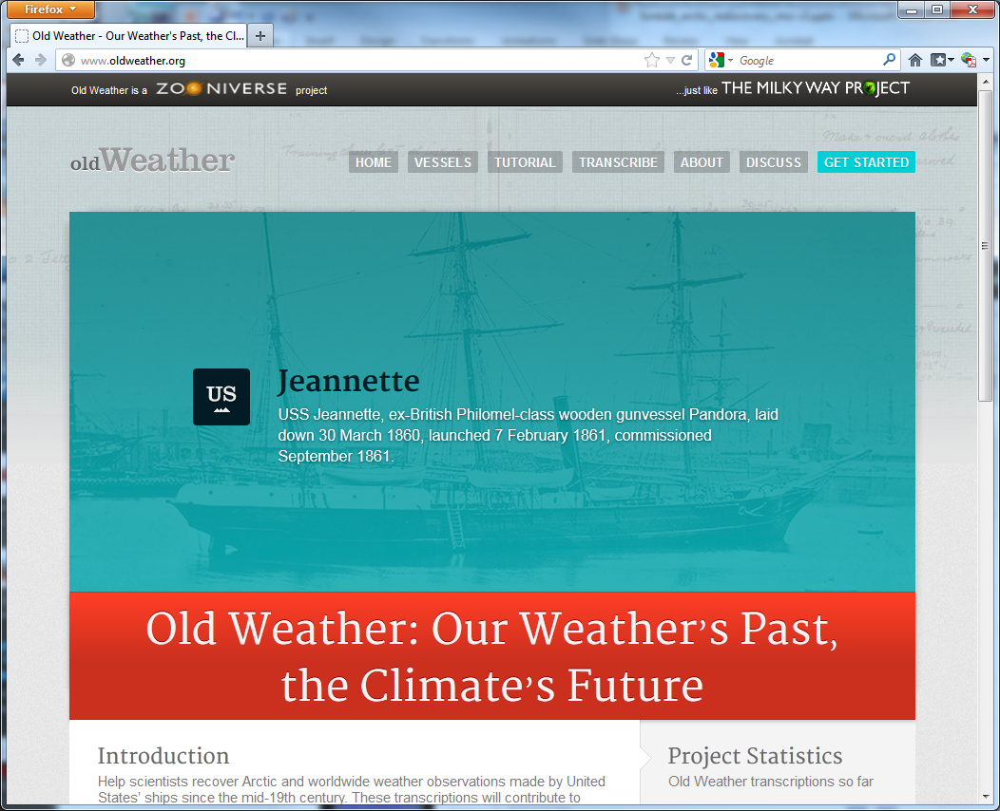 Firefox
Old Weather - Our Weather's Past, the Cl...
www.oldweather.org
Google
Old Weather is a ZOONIVERSE project
...just like THE MILKY WAY PROJECT
oldWeather
HOME VESSELS TUTORIAL TRANSCRIBE ABOUT DISCUSS GET STARTED
US
Jeannette
USS Jeannette, ex-British Philomel-class wooden gunvessel Pandora, laid
down 30 March 1860, launched 7 February 1861, commissioned
September 1861.
Old Weather: Our Weather's Past,
the Climate's Future
Introduction
Help scientists recover Arctic and worldwide weather observations made by United
States' ships since the mid-19th century. These transcriptions will contribute to
Project Statistics
Old Weather transcriptions so far